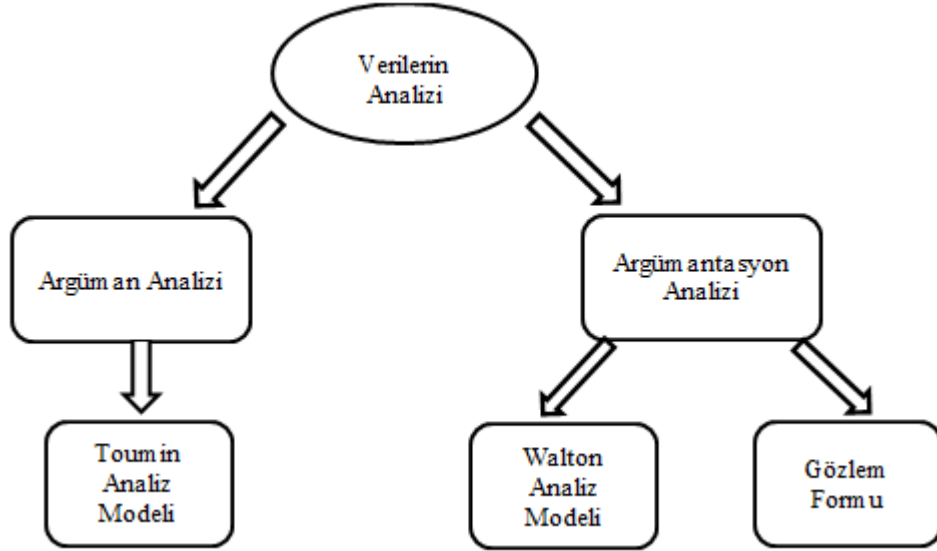 Verilerin
Analizi
Argüman Analizi
Argümantasyon
Analizi
Toumin
Analiz
Modeli
Walton
Analiz
Modeli
Gözlem
Formu